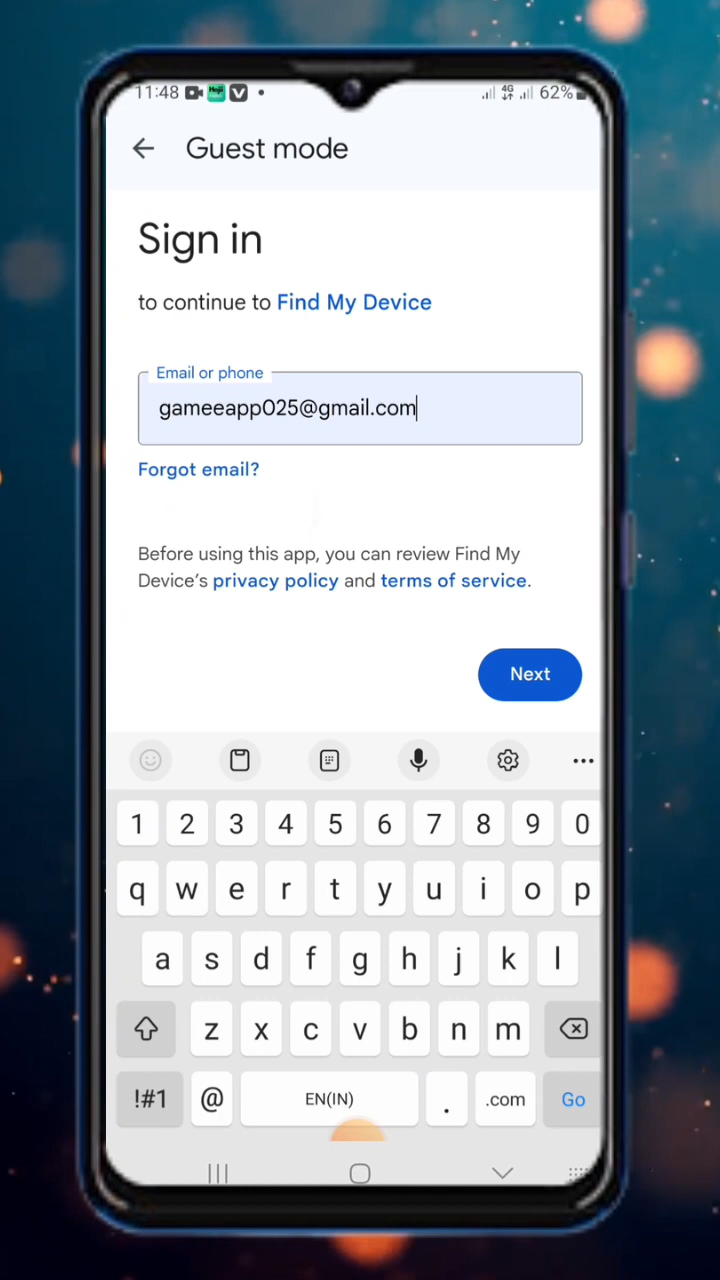 11:48 Haji V 4G 62%
Guest mode
Sign in
to continue to Find My Device
Email or phone
gameeapp025@gmail.com
Forgot email?
Before using this app, you can review Find My
Device's privacy policy and terms of service.
Next
1 2 3 4 5 6 7 8 9 0
q w e r t y u i o p
a s d f g h j k l
z x c v b n m
!#1 @ EN(IN) . .com Go